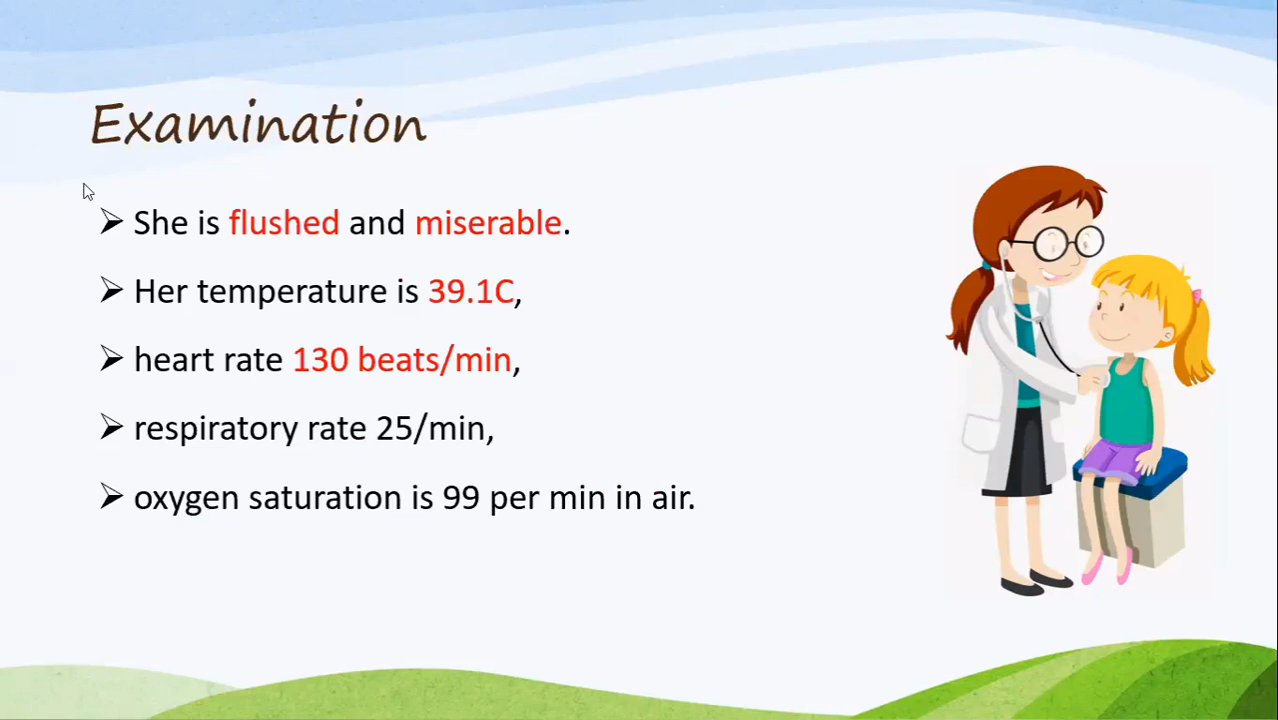 Examination
➢ She is flushed and miserable.
➢ Her temperature is 39.1C,
➢ heart rate 130 beats/min,
➢ respiratory rate 25/min,
➢ oxygen saturation is 99 per min in air.